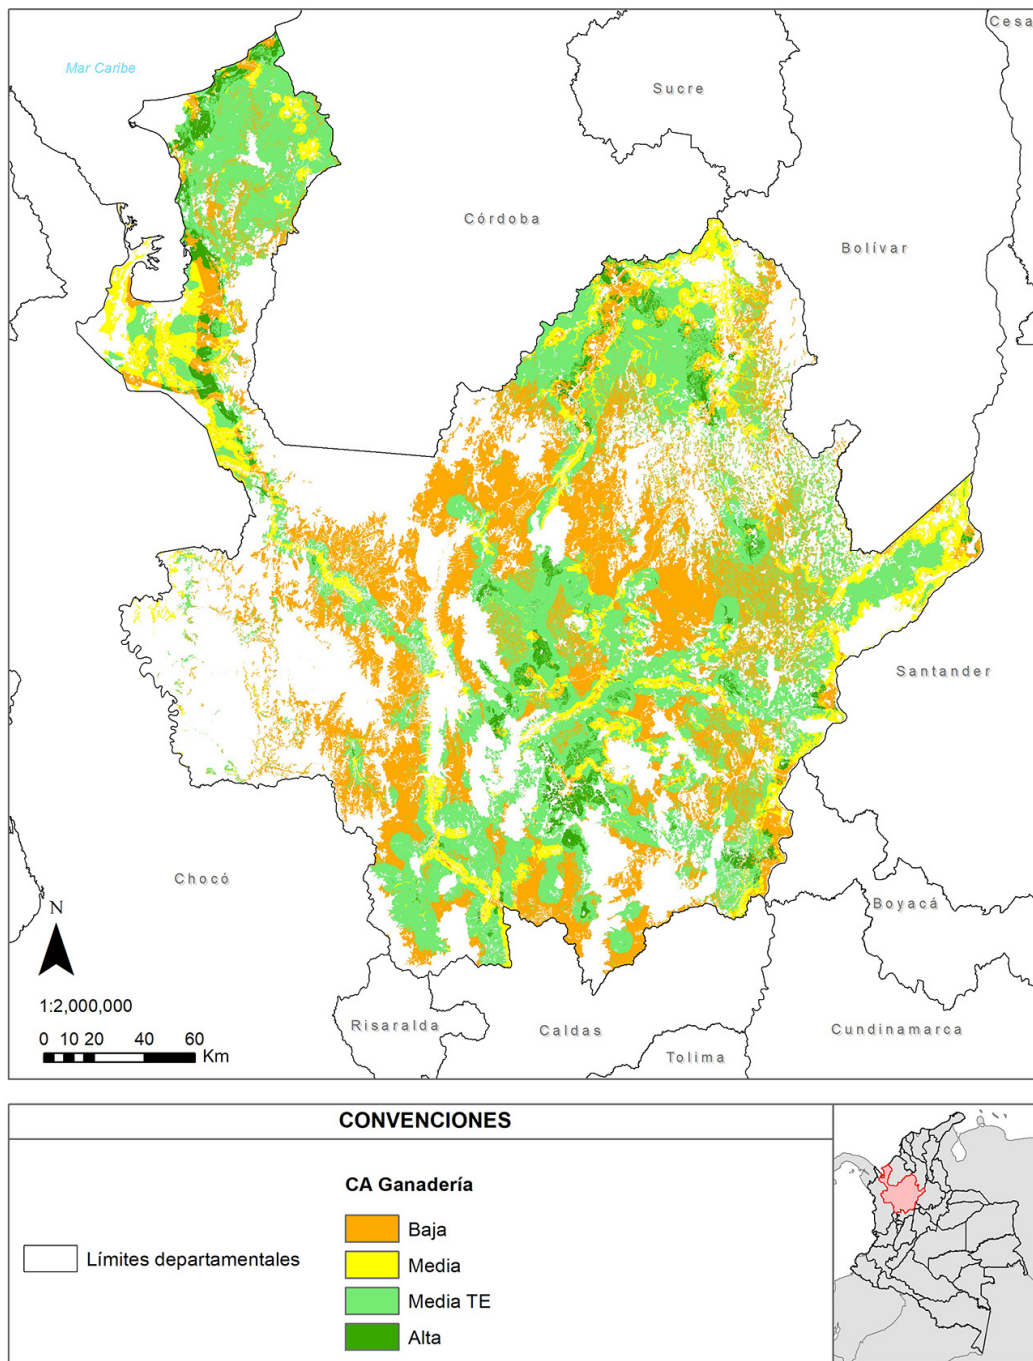 Cesa
Mar Caribe
Sucre
Córdoba
Bolívar
Santander
Chocó
Boyacá
N
1:2,000,000
Risaralda
Caldas
Cundinamarca
0 10 20 40 60
Km
Tolima
CONVENCIONES
CA Ganadería
Baja
Límites departamentales
Media
Media TE
Alta